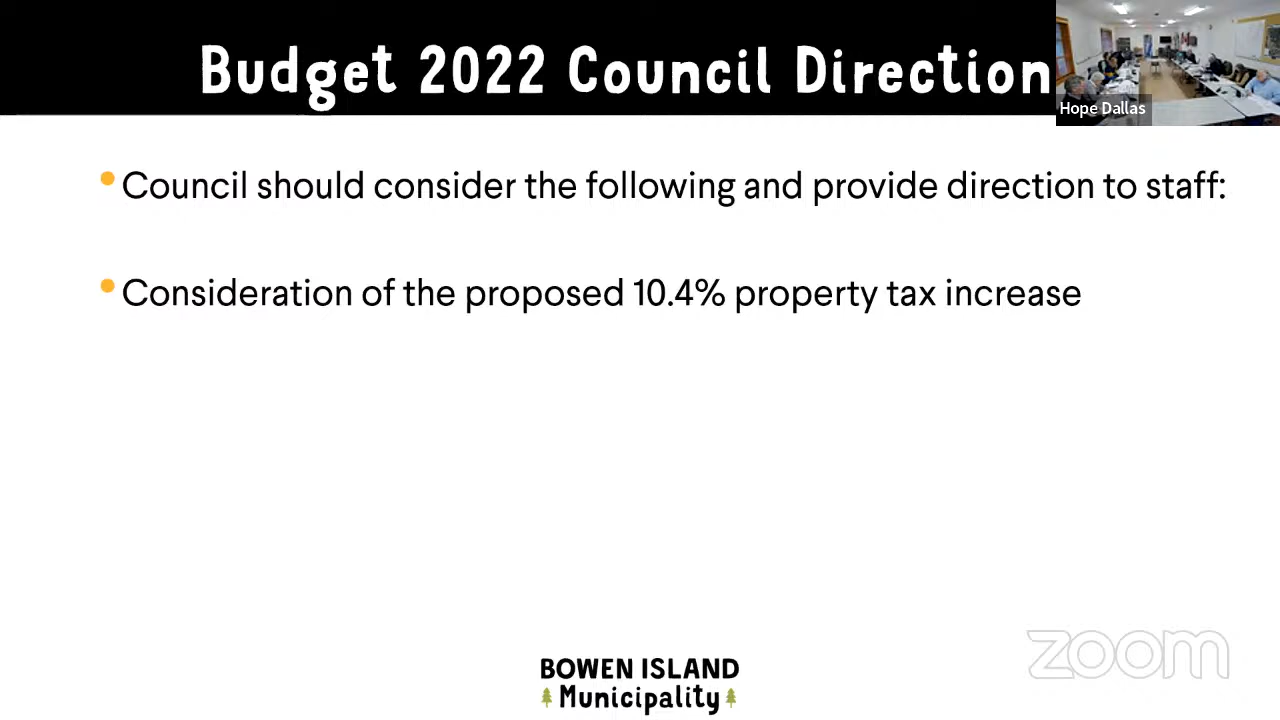 Budget 2022 Council Direction
Hope Dallas
•Council should consider the following and provide direction to staff:
•Consideration of the proposed 10.4% property tax increase
zoom
BOWEN ISLAND
Municipality